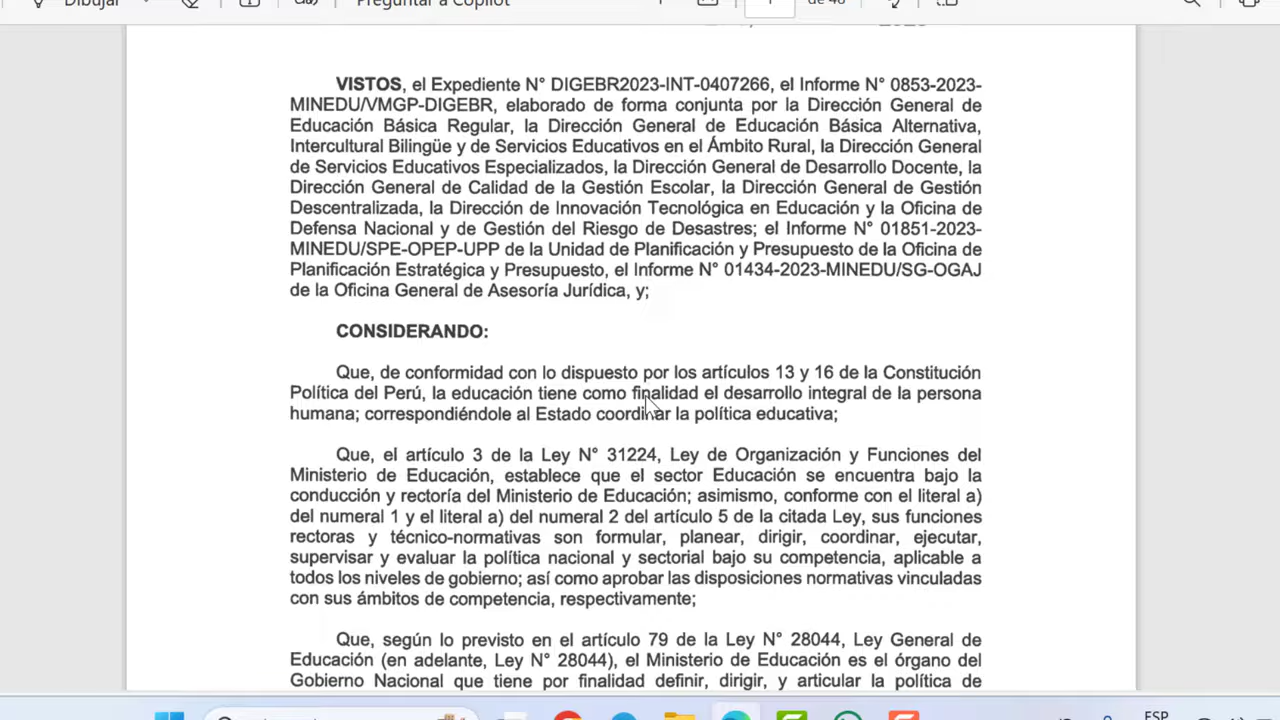 Dibujar
Preguntar a Copilot
1
de 46
2023
VISTOS, el Expediente N° DIGEBR2023-INT-0407266, el Informe N° 0853-2023-
MINEDU/VMGP-DIGEBR, elaborado de forma conjunta por la Dirección General de
Educación Básica Regular, la Dirección General de Educación Básica Alternativa,
Intercultural Bilingüe y de Servicios Educativos en el Ámbito Rural, la Dirección General
de Servicios Educativos Especializados, la Dirección General de Desarrollo Docente, la
Dirección General de Calidad de la Gestión Escolar, la Dirección General de Gestión
Descentralizada, la Dirección de Innovación Tecnológica en Educación y la Oficina de
Defensa Nacional y de Gestión del Riesgo de Desastres; el Informe N° 01851-2023-
MINEDU/SPE-OPEP-UPP de la Unidad de Planificación y Presupuesto de la Oficina de
Planificación Estratégica y Presupuesto, el Informe N° 01434-2023-MINEDU/SG-OGAJ
de la Oficina General de Asesoría Jurídica, y;
CONSIDERANDO:
Que, de conformidad con lo dispuesto por los artículos 13 y 16 de la Constitución
Política del Perú, la educación tiene como finalidad el desarrollo integral de la persona
humana; correspondiéndole al Estado coordinar la política educativa;
Que, el artículo 3 de la Ley N° 31224, Ley de Organización y Funciones del
Ministerio de Educación, establece que el sector Educación se encuentra bajo la
conducción y rectoría del Ministerio de Educación; asimismo, conforme con el literal a)
del numeral 1 y el literal a) del numeral 2 del artículo 5 de la citada Ley, sus funciones
rectoras y técnico-normativas son formular, planear, dirigir, coordinar, ejecutar,
supervisar y evaluar la política nacional y sectorial bajo su competencia, aplicable a
todos los niveles de gobierno; así como aprobar las disposiciones normativas vinculadas
con sus ámbitos de competencia, respectivamente;
Que, según lo previsto en el artículo 79 de la Ley N° 28044, Ley General de
Educación (en adelante, Ley N° 28044), el Ministerio de Educación es el órgano del
Gobierno Nacional que tiene por finalidad definir, dirigir, y articular la política de
ESP